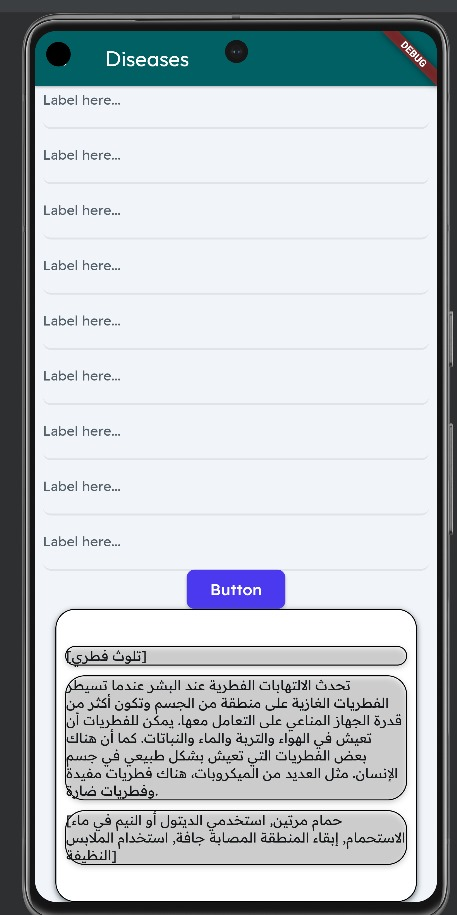 Diseases
DEBUG
Label here...
Label here...
Label here...
Label here...
Label here...
Label here...
Label here...
Label here...
Label here...
Button
[تلوث فطري]
تحدث الالتهابات الفطرية عند البشر عندما تسيطر
الفطريات الغازية على منطقة من الجسم وتكون أكثر من
قدرة الجهاز المناعي على التعامل معها. يمكن للفطريات أن
تعيش في الهواء والتربة والماء والنباتات. كما أن هناك
بعض الفطريات التي تعيش بشكل طبيعي في جسم
الإنسان. مثل العديد من الميكروبات، هناك فطريات مفيدة
وفطريات ضارة.
[حمام مرتين, استخدمي الديتول أو النيم في ماء
الاستحمام, إبقاء المنطقة المصابة جافة, استخدام الملابس
النظيفة]